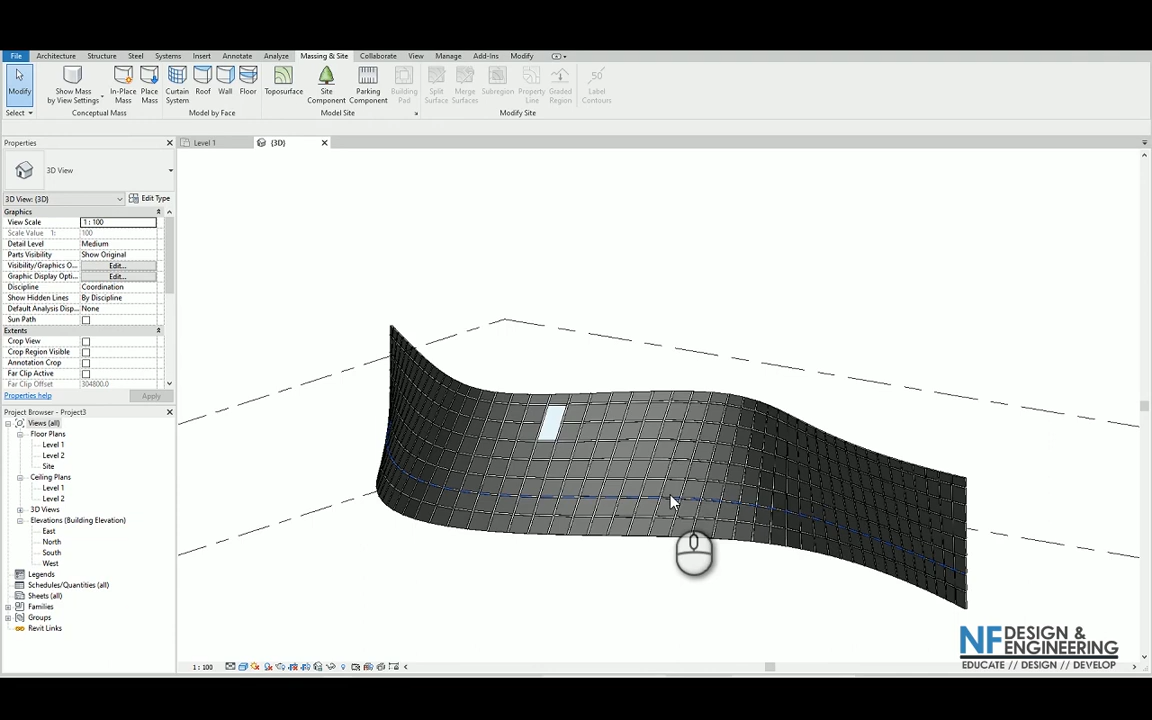 File Architecture Structure Steel Systems Insert Annotate Analyze Massing & Site Collaborate View Manage Add-Ins Modify
Modify
Show Mass
by View Settings
In-Place
Mass
Place
Mass
Curtain
System
Roof
Wall
Floor
Toposurface
Site
Component
Parking
Component
Building
Pad
Split
Surface
Merge
Surfaces
Subregion
Property
Line
Graded
Region
50
Label
Contours
Select
Conceptual Mass
Model by Face
Model Site
Modify Site
Properties
Level 1
{3D}
3D View
3D View: {3D}
Edit Type
Graphics
View Scale 1 : 100
Scale Value 1: 100
Detail Level Medium
Parts Visibility Show Original
Visibility/Graphics O... Edit...
Graphic Display Opti... Edit...
Discipline Coordination
Show Hidden Lines By Discipline
Default Analysis Disp... None
Sun Path
Extents
Crop View
Crop Region Visible
Annotation Crop
Far Clip Active
Far Clip Offset 304800.0
Properties help
Apply
Project Browser - Project3
Views (all)
Floor Plans
Level 1
Level 2
Site
Ceiling Plans
Level 1
Level 2
3D Views
Elevations (Building Elevation)
East
North
South
West
Legends
Schedules/Quantities (all)
Sheets (all)
Families
Groups
Revit Links
1 : 100
NF DESIGN &
ENGINEERING
EDUCATE // DESIGN // DEVELOP